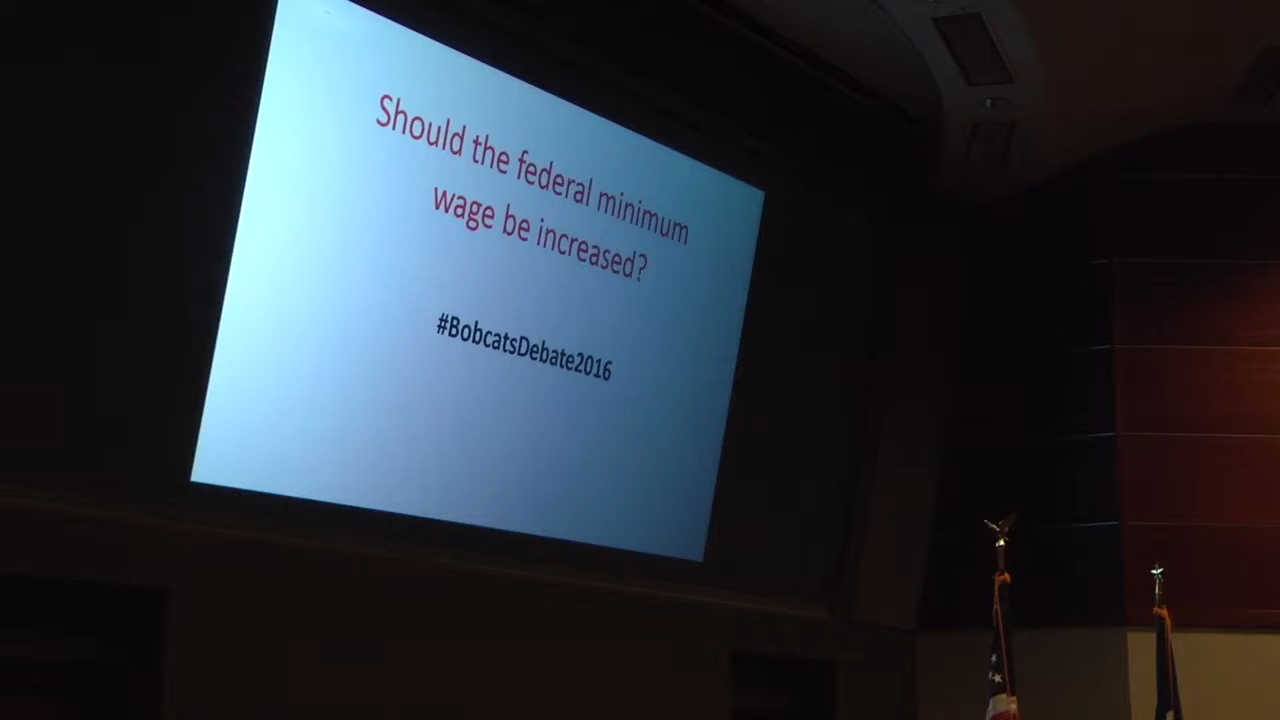 Should the federal minimum
wage be increased?
#BobcatsDebate2016